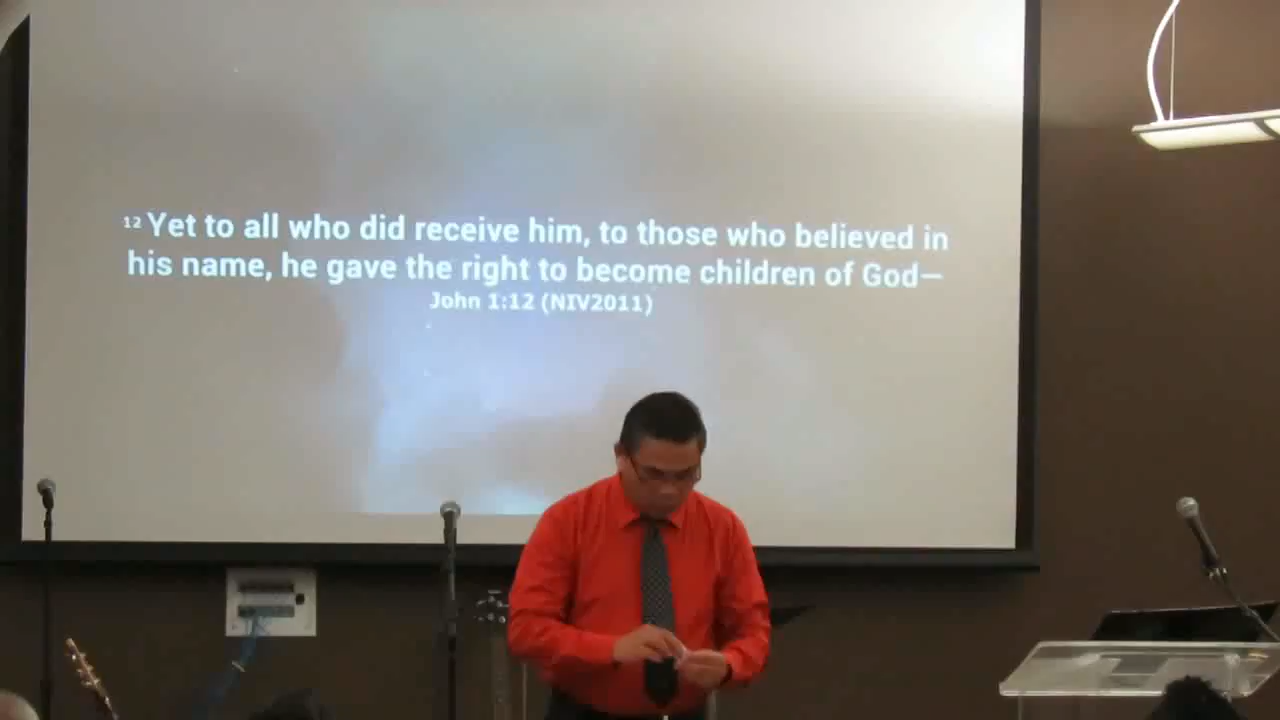 12 Yet to all who did receive him, to those who believed in
his name, he gave the right to become children of God—
John 1:12 (NIV2011)